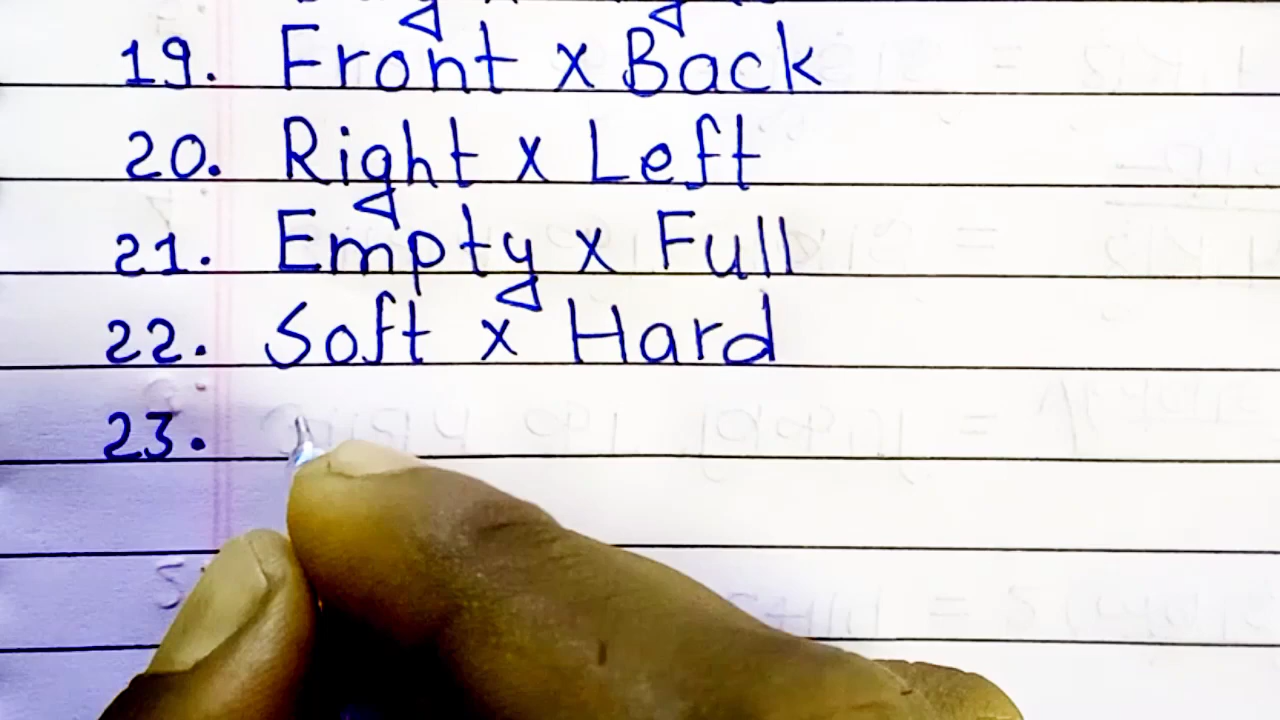 19. Front x Back
20. Right x Left
21. Empty x Full
22. Soft x Hard
23.